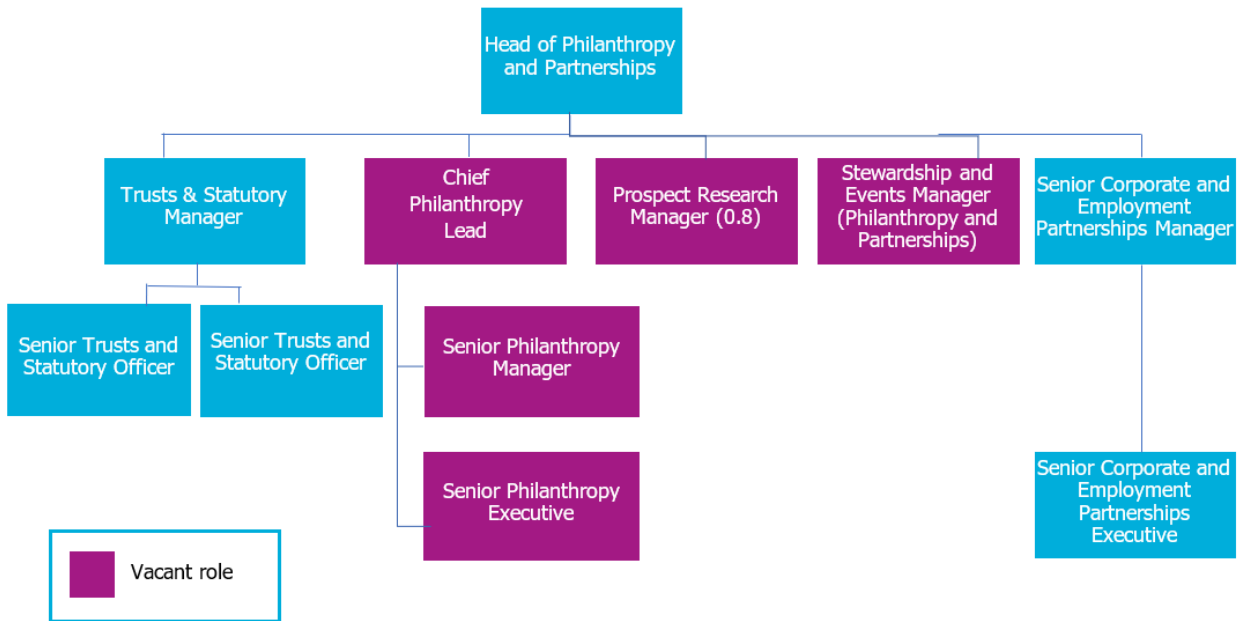 Head of Philanthropy
and Partnerships
Trusts & Statutory
Manager
Chief
Philanthropy
Lead
Prospect Research
Manager (0.8)
Stewardship and
Events Manager
(Philanthropy and
Partnerships)
Senior Corporate and
Employment
Partnerships Manager
Senior Trusts and
Statutory Officer
Senior Trusts and
Statutory Officer
Senior Philanthropy
Manager
Senior Philanthropy
Executive
Senior Corporate and
Employment
Partnerships
Executive
Vacant role